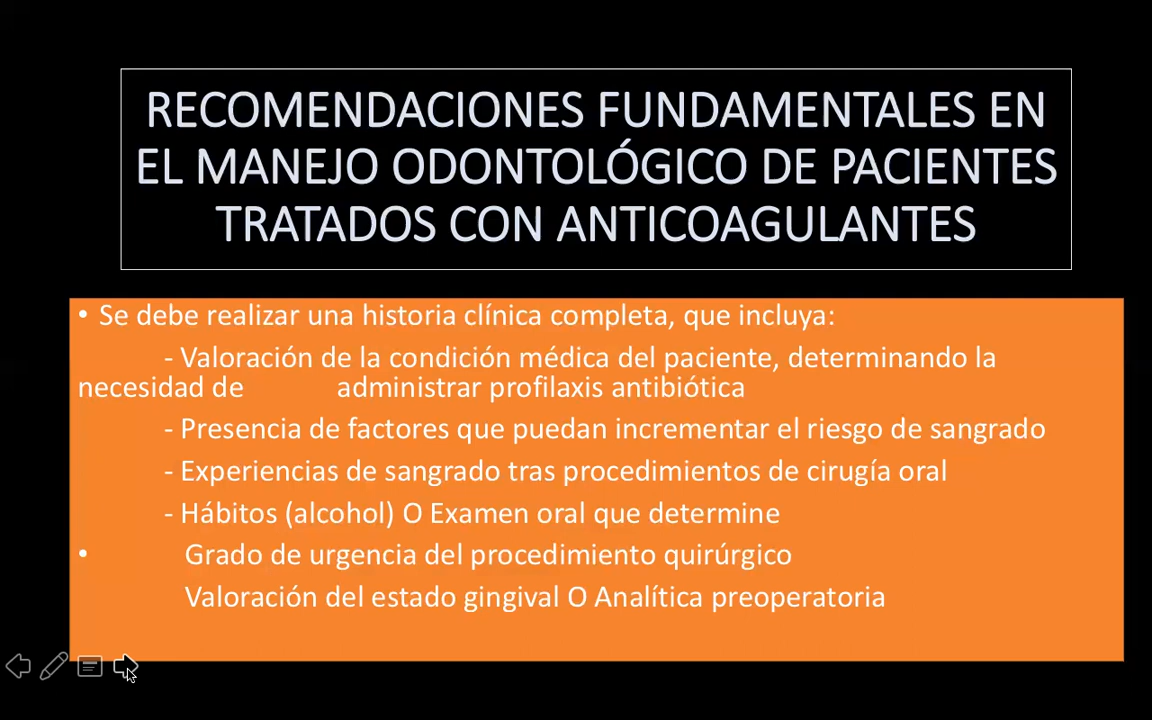 RECOMENDACIONES FUNDAMENTALES EN
EL MANEJO ODONTOLÓGICO DE PACIENTES
TRATADOS CON ANTICOAGULANTES
• Se debe realizar una historia clínica completa, que incluya:
- Valoración de la condición médica del paciente, determinando la
necesidad de administrar profilaxis antibiótica
- Presencia de factores que puedan incrementar el riesgo de sangrado
- Experiencias de sangrado tras procedimientos de cirugía oral
- Hábitos (alcohol) O Examen oral que determine
• Grado de urgencia del procedimiento quirúrgico
Valoración del estado gingival O Analítica preoperatoria